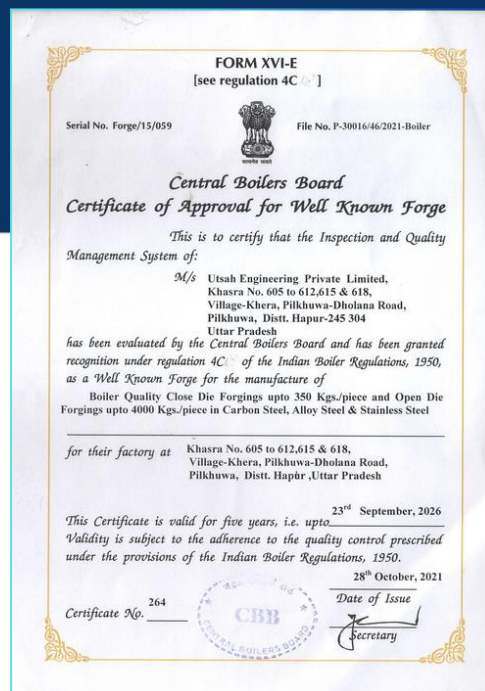 FORM XVI-E
[see regulation 4C ]
Serial No. Forge/15/059
File No. P-30016/46/2021-Boiler
सत्यमेव जयते
Central Boilers Board
Certificate of Approval for Well Known Forge
This is to certify that the Inspection and Quality
Management System of:
M/s Utsah Engineering Private Limited,
Khasra No. 605 to 612,615 & 618,
Village-Khera, Pilkhuwa-Dholana Road,
Pilkhuwa, Distt. Hapur-245 304
Uttar Pradesh
has been evaluated by the Central Boilers Board and has been granted
recognition under regulation 4C of the Indian Boiler Regulations, 1950,
as a Well Known Forge for the manufacture of
Boiler Quality Close Die Forgings upto 350 Kgs./piece and Open Die
Forgings upto 4000 Kgs./piece in Carbon Steel, Alloy Steel & Stainless Steel
for their factory at Khasra No. 605 to 612,615 & 618,
Village-Khera, Pilkhuwa-Dholana Road,
Pilkhuwa, Distt. Hapur ,Uttar Pradesh
This Certificate is valid for five years, i.e. upto 23rd September, 2026
Validity is subject to the adherence to the quality control prescribed
under the provisions of the Indian Boiler Regulations, 1950.
28th October, 2021
Date of Issue
Certificate No. 264
CBB
CENTRAL BOILERS BOARD
Secretary